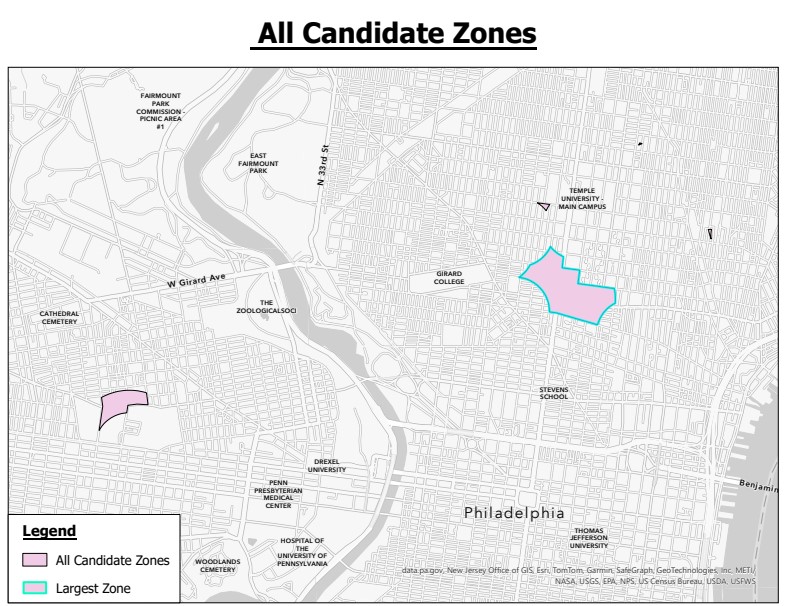 All Candidate Zones
FAIRMOUNT
PARK
COMMISSION -
PICNIC AREA
#1
EAST
FAIRMOUNT
PARK
N 33rd St
TEMPLE
UNIVERSITY -
MAIN CAMPUS
W Girard Ave
GIRARD
COLLEGE
THE
ZOOLOGICALSOCI
CATHEDRAL
CEMETERY
STEVENS
SCHOOL
DREXEL
UNIVERSITY
PENN
PRESBYTERIAN
MEDICAL
CENTER
Benjamin
Philadelphia
THOMAS
JEFFERSON
UNIVERSITY
HOSPITAL OF
THE
UNIVERSITY OF
PENNSYLVANIA
WOODLANDS
CEMETERY
Legend
All Candidate Zones
Largest Zone
data.pa.gov, New Jersey Office of GIS, Esri, TomTom, Garmin, SafeGraph, GeoTechnologies, Inc, METI/
NASA, USGS, EPA, NPS, US Census Bureau, USDA, USFWS